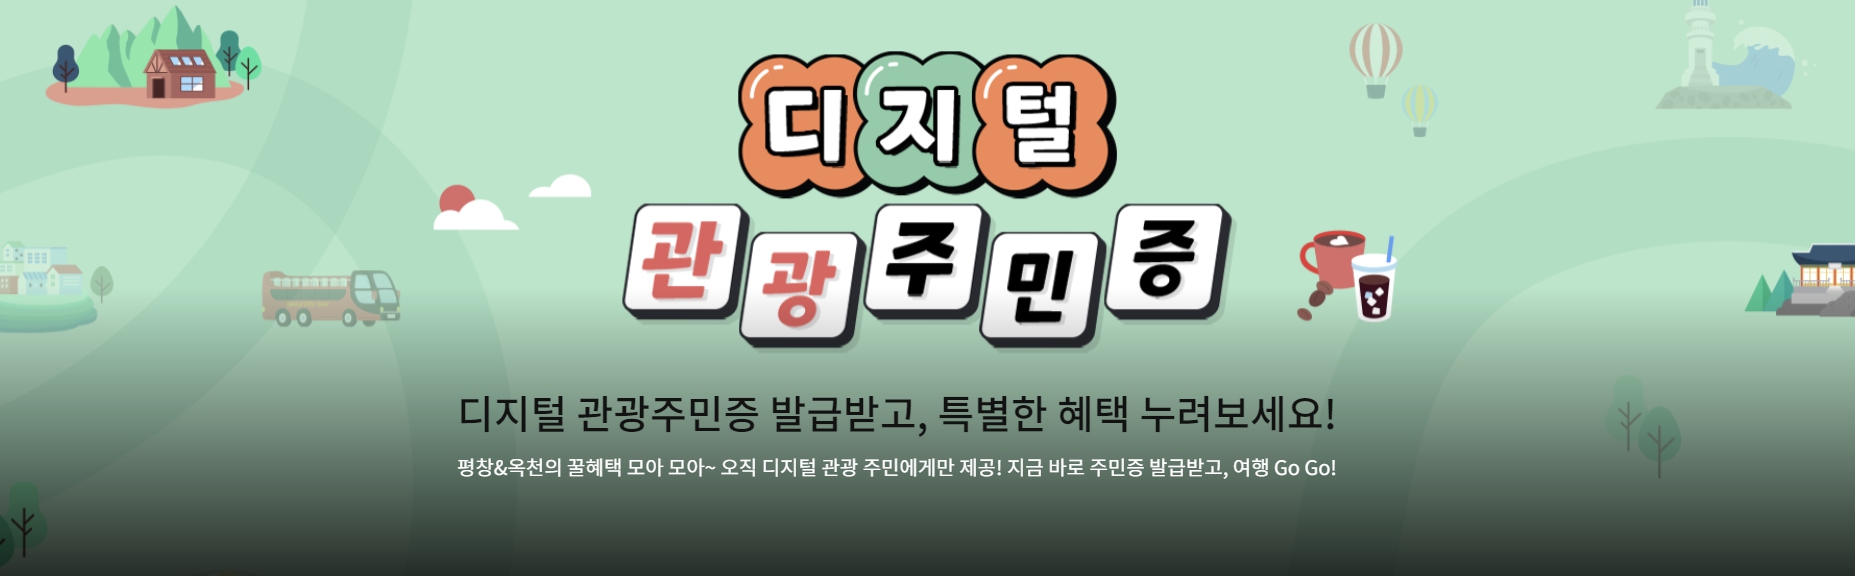 디지털
관광주민증
디지털 관광주민증 발급받고, 특별한 혜택 누려보세요!
평창&옥천의 꿀혜택 모아 모아~ 오직 디지털 관광 주민에게만 제공! 지금 바로 주민증 발급받고, 여행 Go Go!